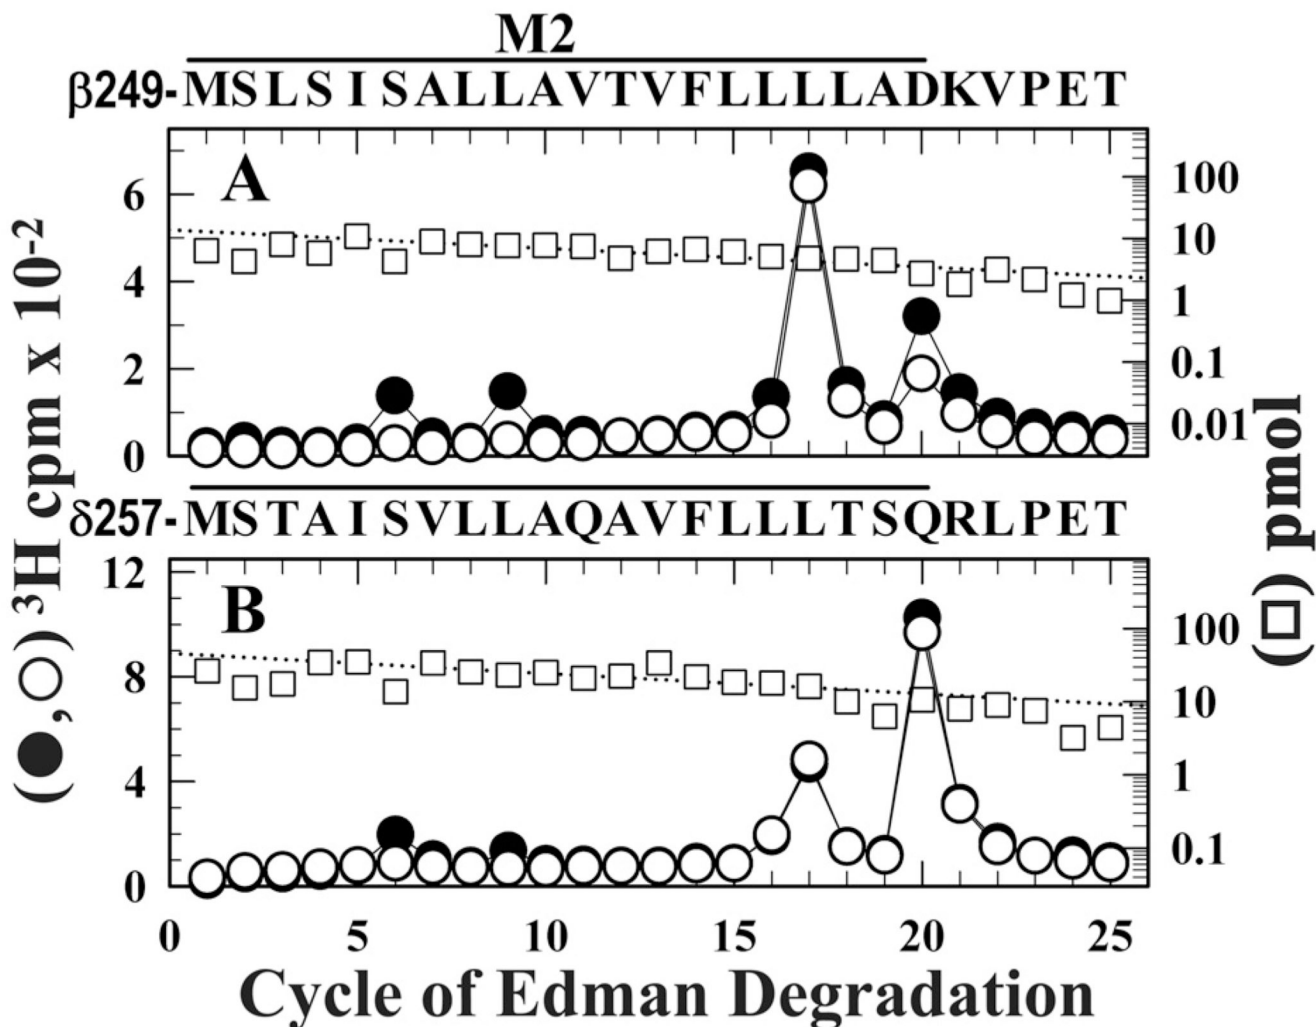 M2
β249-MSLSISALLAVTVFLLLLADKVPET
A
6
4
2
0
100
10
1
0.1
0.01
δ257-MSTAISVLLAQAVFLLLTSQRLPET
B
12
8
4
0
100
10
1
0.1
0 5 10 15 20 25
Cycle of Edman Degradation
(●,○) ³H cpm x 10⁻²
(□) pmol